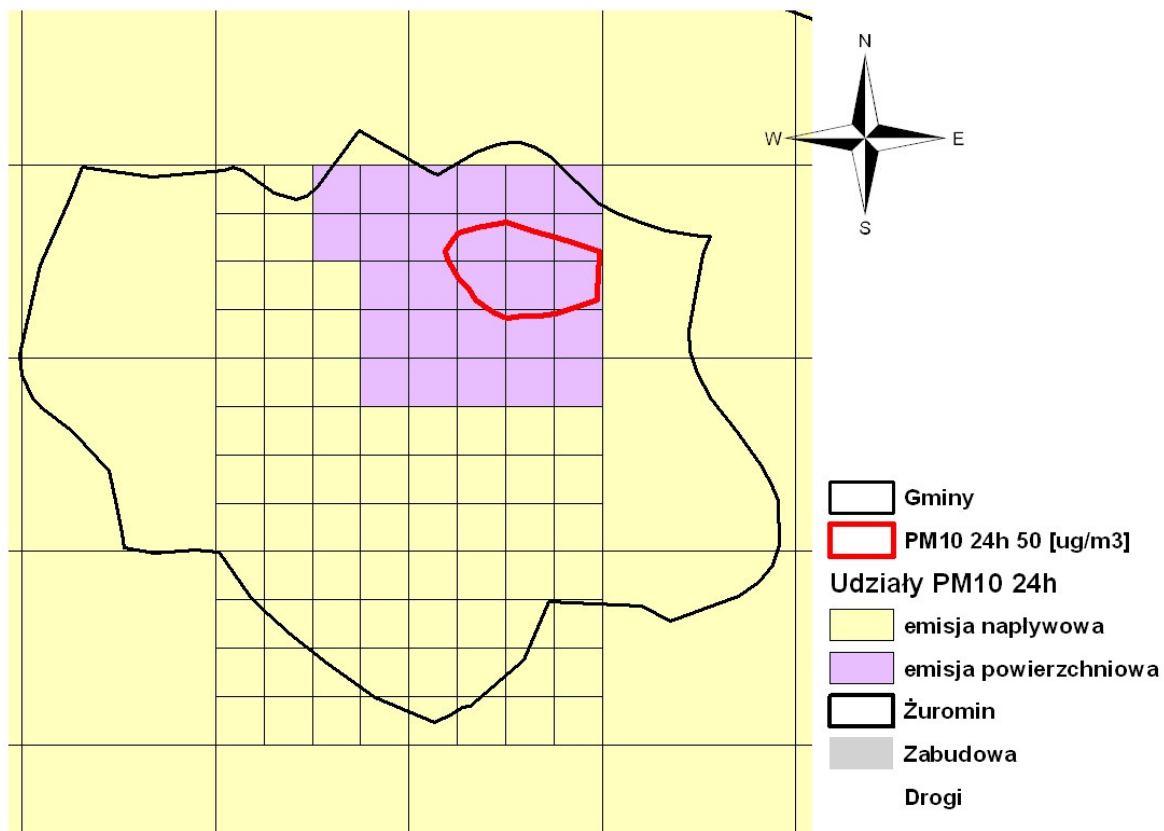 N
W E
S
Gminy
PM10 24h 50 [ug/m3]
Udziały PM10 24h
emisja napływowa
emisja powierzchniowa
Żuromin
Zabudowa
Drogi